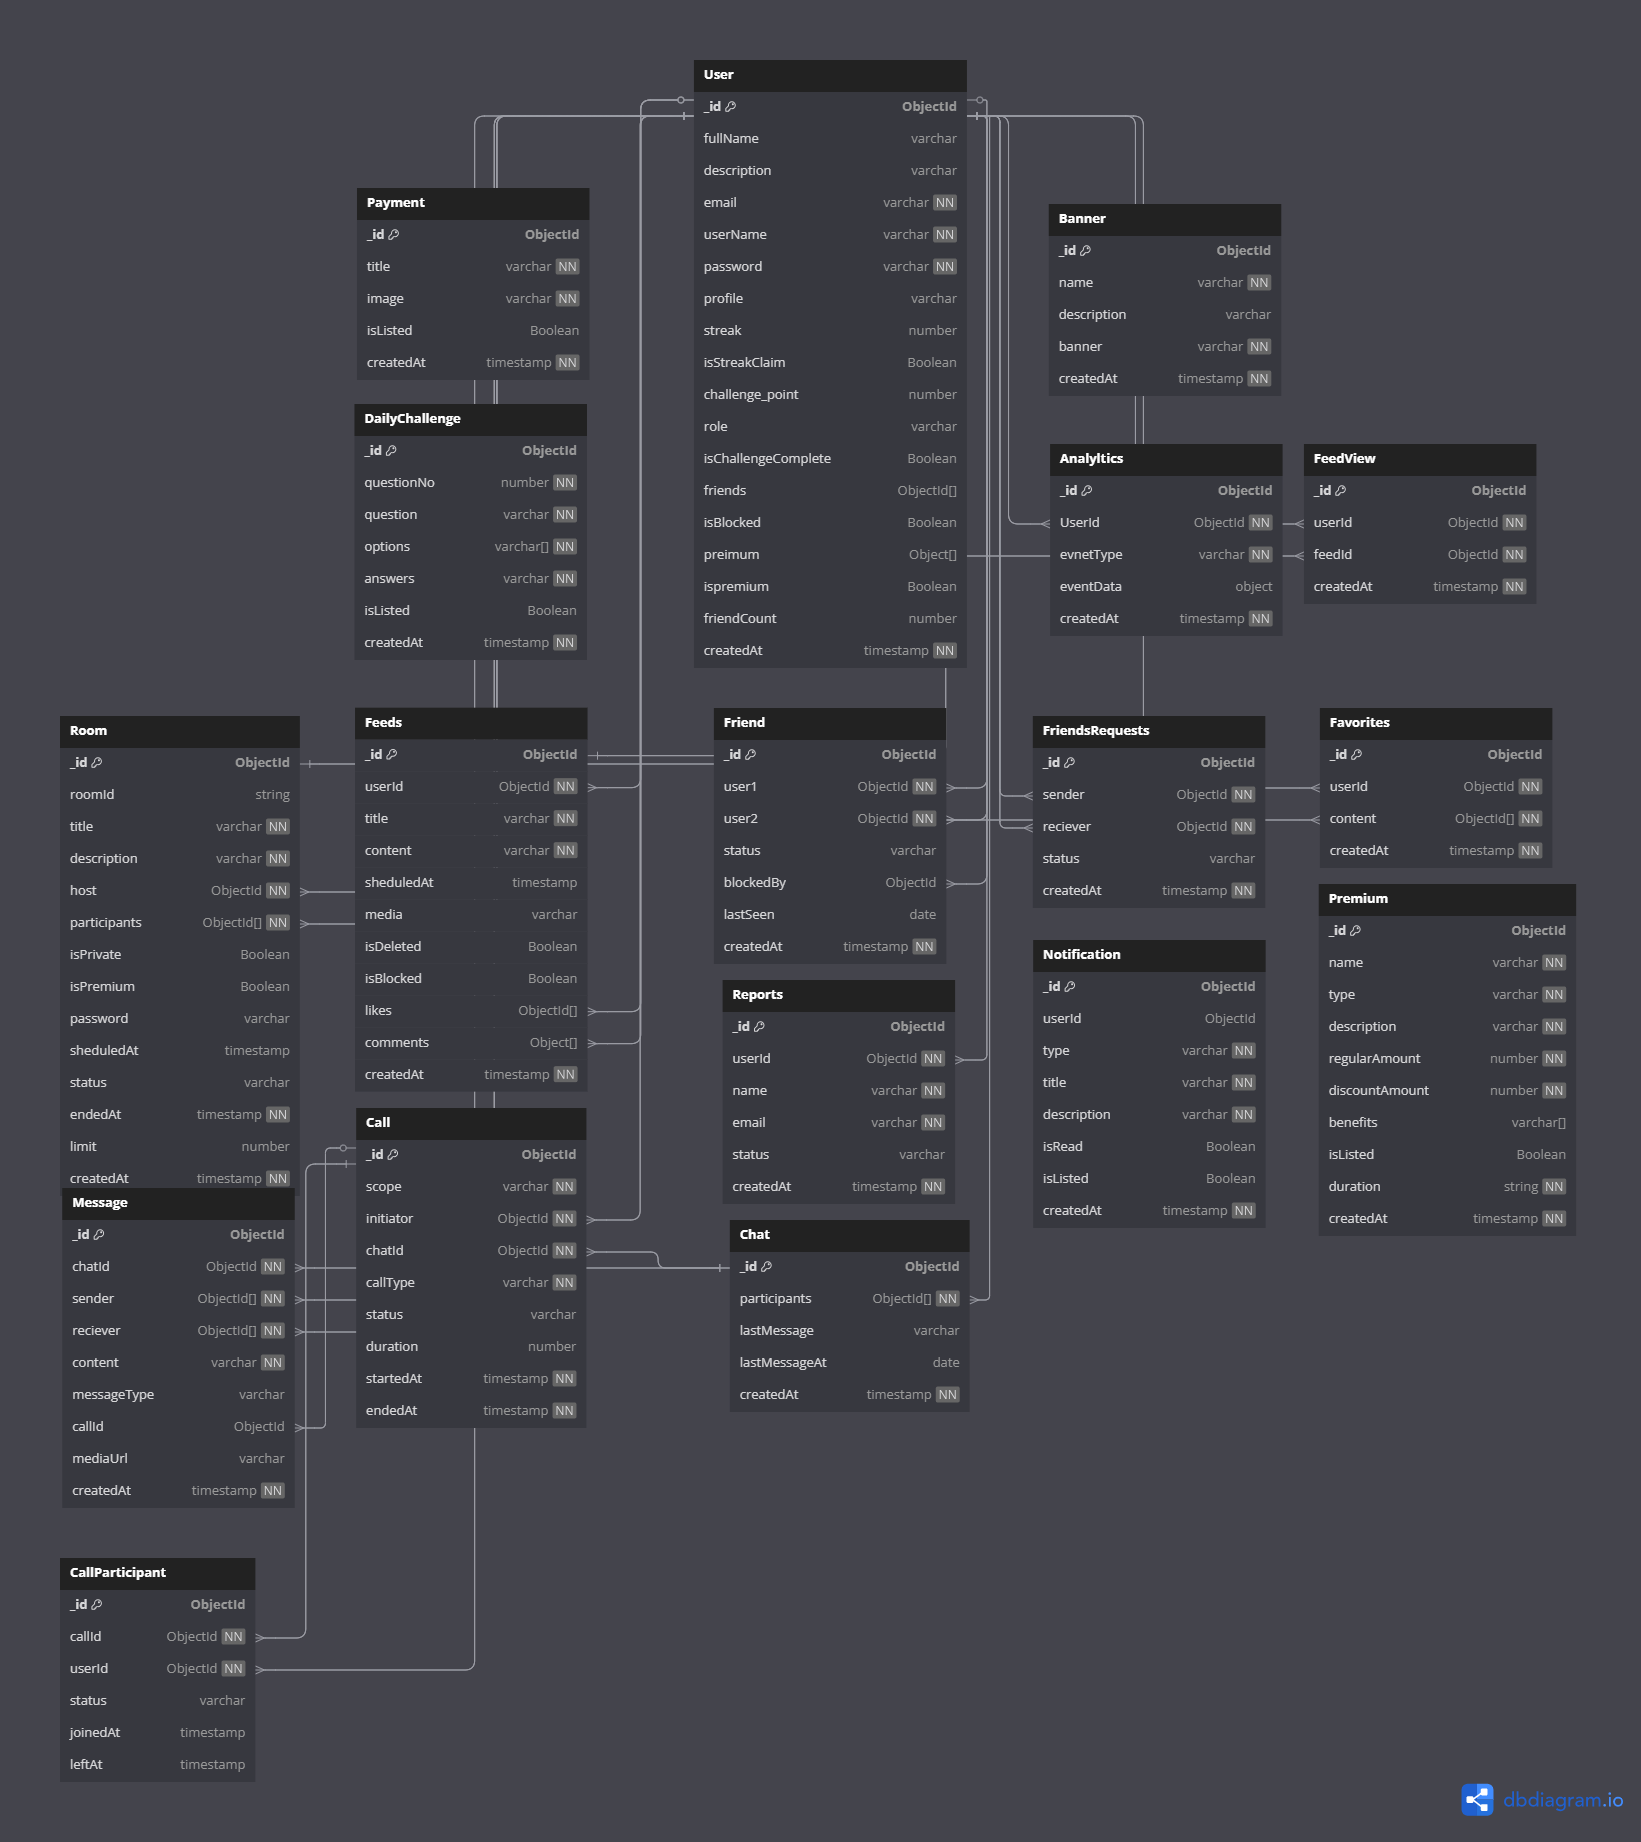 User
_id ObjectId
fullName varchar
description varchar
email varchar NN
userName varchar NN
password varchar NN
profile varchar
streak number
isStreakClaim Boolean
challenge_point number
role varchar
isChallengeComplete Boolean
friends ObjectId[]
isBlocked Boolean
preimum Object[]
ispremium Boolean
friendCount number
createdAt timestamp NN
Payment
_id ObjectId
title varchar NN
image varchar NN
isListed Boolean
createdAt timestamp NN
Banner
_id ObjectId
name varchar NN
description varchar
banner varchar NN
createdAt timestamp NN
DailyChallenge
_id ObjectId
questionNo number NN
question varchar NN
options varchar[] NN
answers varchar NN
isListed Boolean
createdAt timestamp NN
Analyltics
_id ObjectId
UserId ObjectId NN
evnetType varchar NN
eventData object
createdAt timestamp NN
FeedView
_id ObjectId
userId ObjectId NN
feedId ObjectId NN
createdAt timestamp NN
Room
_id ObjectId
roomId string
title varchar NN
description varchar NN
host ObjectId NN
participants ObjectId[] NN
isPrivate Boolean
isPremium Boolean
password varchar
sheduledAt timestamp
status varchar
endedAt timestamp NN
limit number
createdAt timestamp NN
Feeds
_id ObjectId
userId ObjectId NN
title varchar NN
content varchar NN
sheduledAt timestamp
media varchar
isDeleted Boolean
isBlocked Boolean
likes ObjectId[]
comments Object[]
createdAt timestamp NN
Friend
_id ObjectId
user1 ObjectId NN
user2 ObjectId NN
status varchar
blockedBy ObjectId
lastSeen date
createdAt timestamp NN
FriendsRequests
_id ObjectId
sender ObjectId NN
reciever ObjectId NN
status varchar
createdAt timestamp NN
Favorites
_id ObjectId
userId ObjectId NN
content ObjectId[] NN
createdAt timestamp NN
Premium
_id ObjectId
name varchar NN
type varchar NN
description varchar NN
regularAmount number NN
discountAmount number NN
benefits varchar[]
isListed Boolean
duration string NN
createdAt timestamp NN
Notification
_id ObjectId
userId ObjectId
type varchar NN
title varchar NN
description varchar NN
isRead Boolean
isListed Boolean
createdAt timestamp NN
Reports
_id ObjectId
userId ObjectId NN
name varchar NN
email varchar NN
status varchar
createdAt timestamp NN
Call
_id ObjectId
scope varchar NN
initiator ObjectId NN
chatId ObjectId NN
callType varchar NN
status varchar
duration number
startedAt timestamp NN
endedAt timestamp NN
Message
_id ObjectId
chatId ObjectId NN
sender ObjectId[] NN
reciever ObjectId[] NN
content varchar NN
messageType varchar
callId ObjectId
mediaUrl varchar
createdAt timestamp NN
Chat
_id ObjectId
participants ObjectId[] NN
lastMessage varchar
lastMessageAt date
createdAt timestamp NN
CallParticipant
_id ObjectId
callId ObjectId NN
userId ObjectId NN
status varchar
joinedAt timestamp
leftAt timestamp
dbdiagram.io